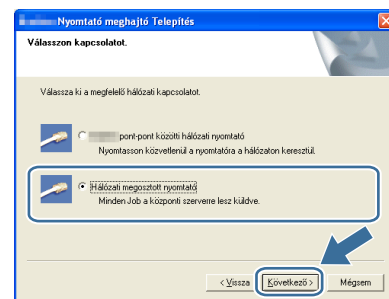 Nyomtató meghajtó Telepítés
Válasszon kapcsolatot.
Válassza ki a megfelelő hálózati kapcsolatot.
pont-pont közötti hálózati nyomtató
Nyomtasson közvetlenül a nyomtatóra a hálózaton keresztül.
Hálózati megosztott nyomtató
Minden Job a központi szerverre lesz küldve.
< Vissza Következő > Mégsem